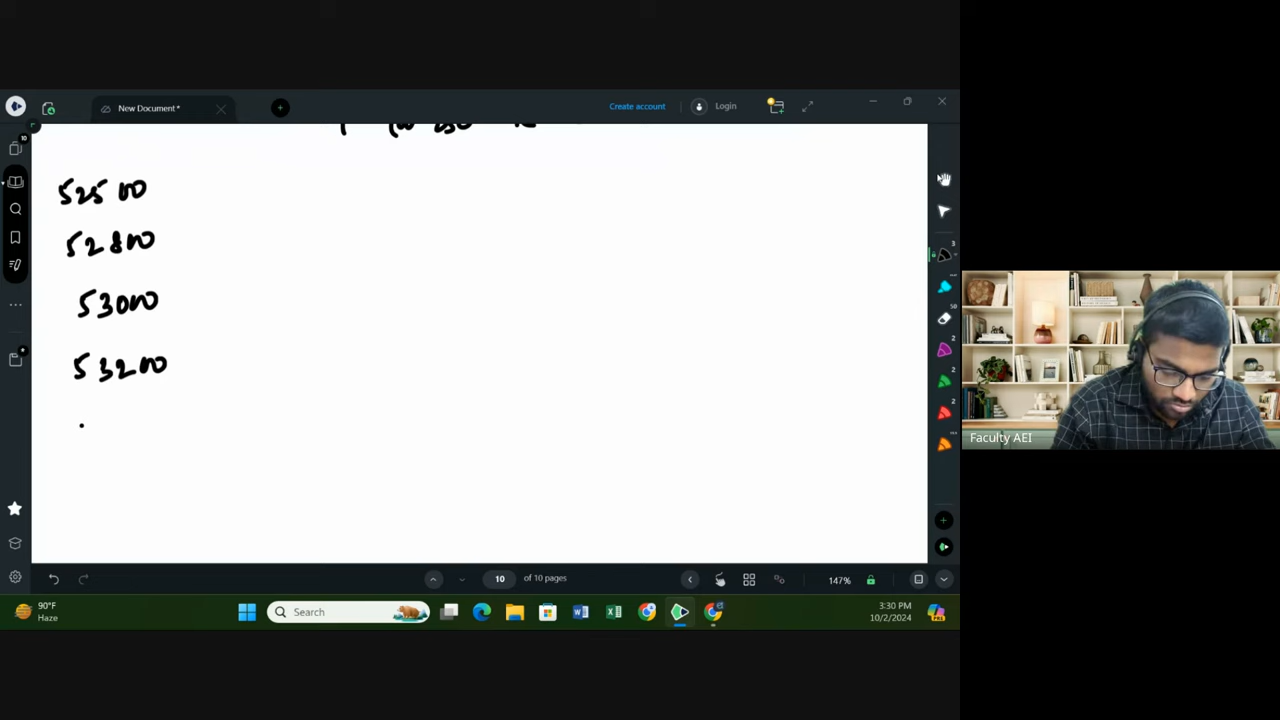 New Document*
Create account
Login
52500
52800
53000
53200
Faculty AEI
10 of 10 pages
147%
90°F
Haze
Search
3:30 PM
10/2/2024